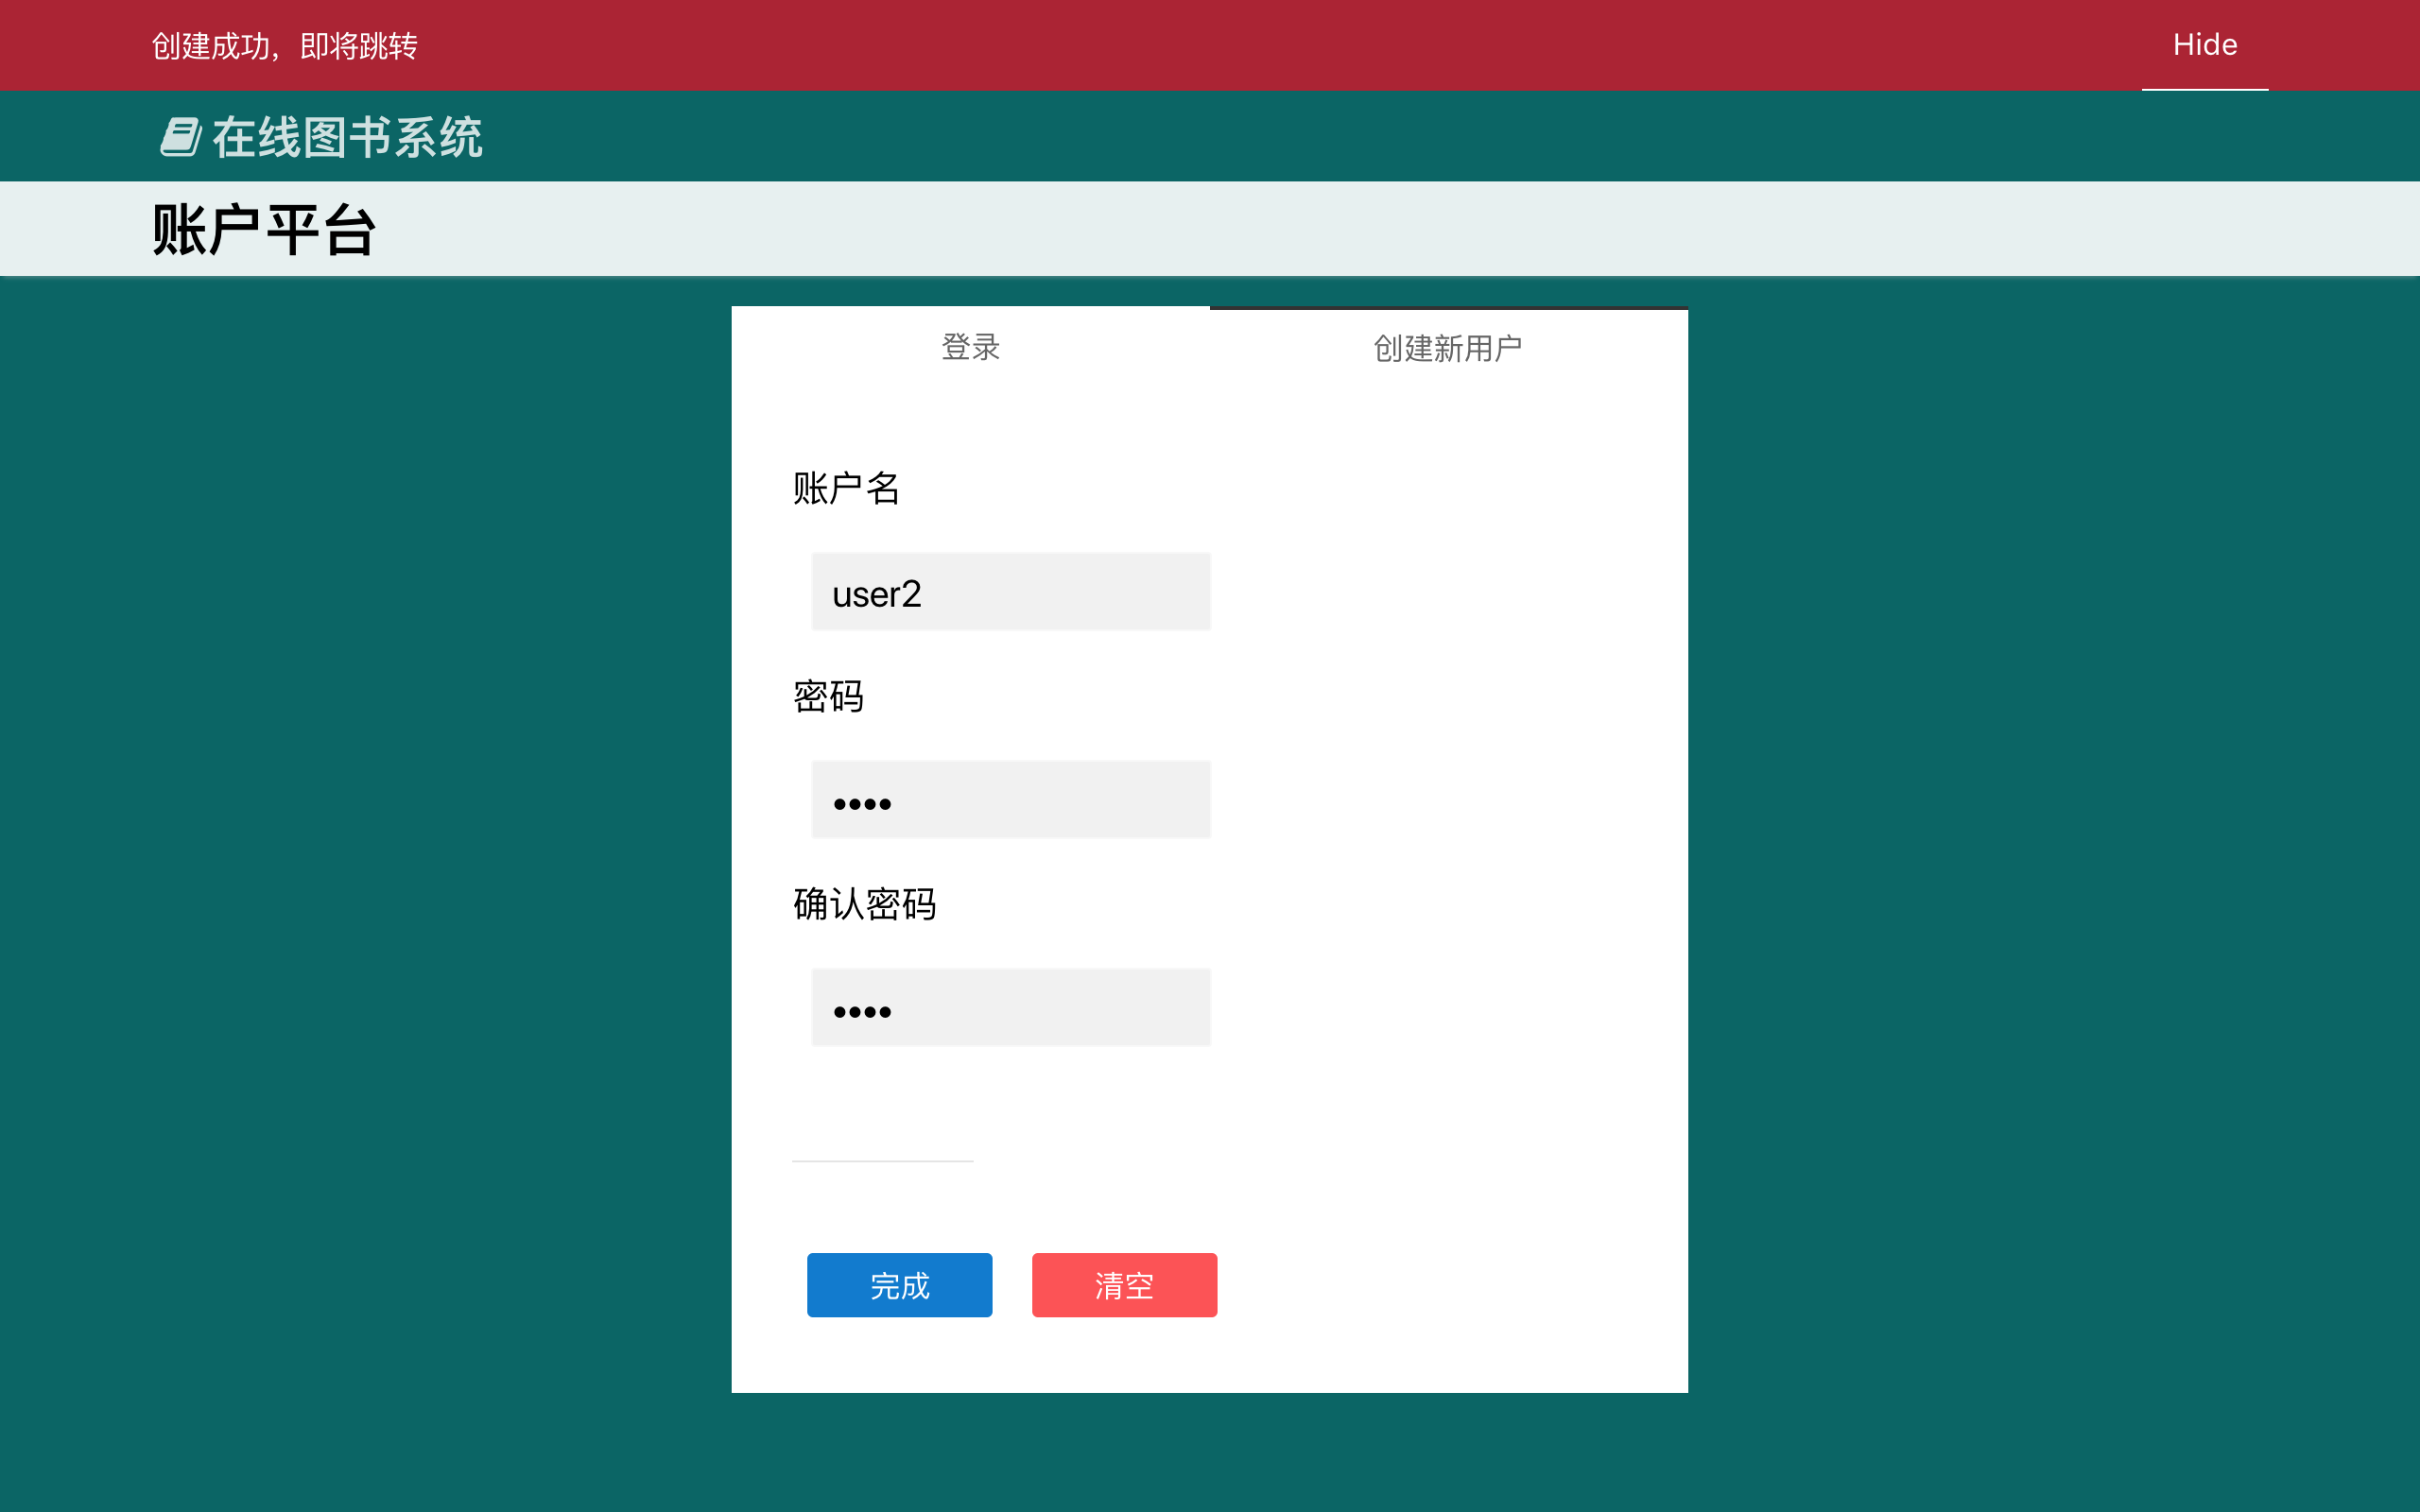 创建成功，即将跳转
Hide
在线图书系统
账户平台
登录
创建新用户
账户名
user2
密码
••••
确认密码
••••
完成
清空